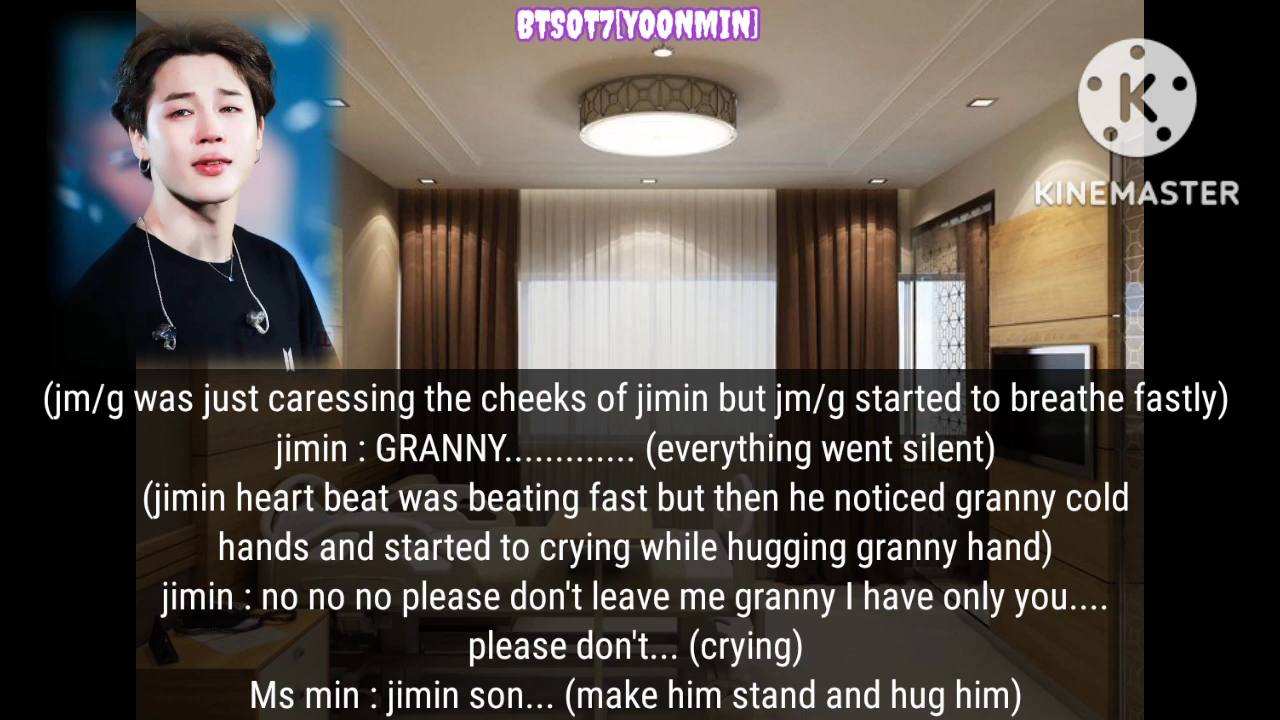 BTSOT7[YOONMIN]
K
KINEMASTER
(jm/g was just caressing the cheeks of jimin but jm/g started to breathe fastly)
jimin : GRANNY............. (everything went silent)
(jimin heart beat was beating fast but then he noticed granny cold
hands and started to crying while hugging granny hand)
jimin : no no no please don't leave me granny I have only you....
please don't... (crying)
Ms min : jimin son... (make him stand and hug him)